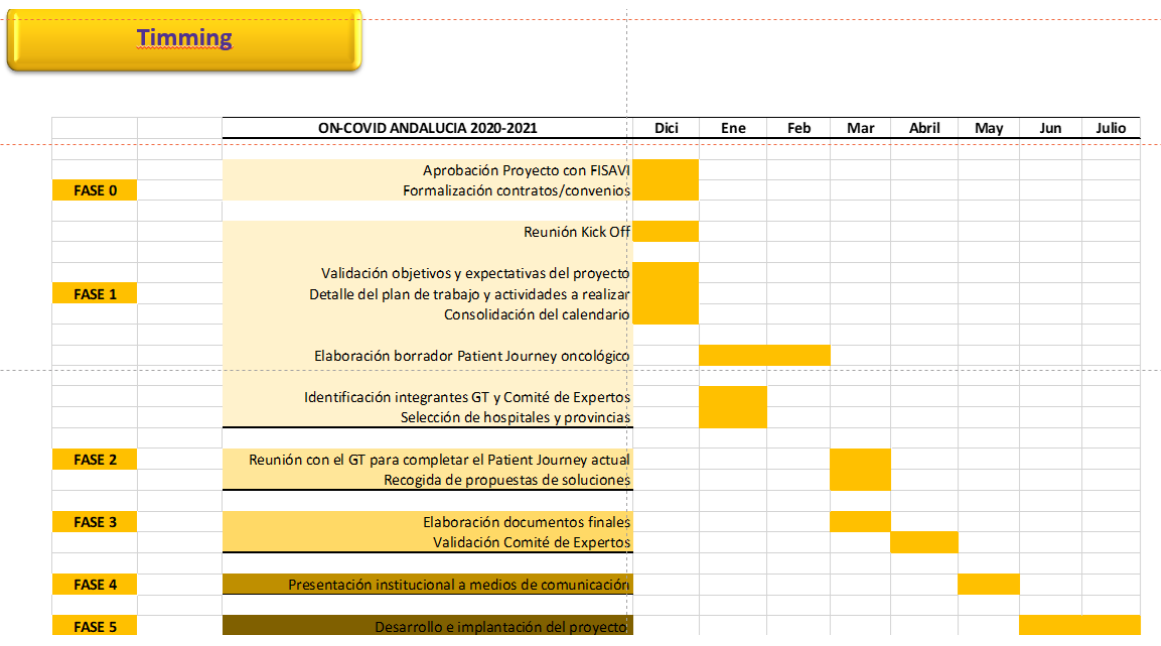 Timming
ON-COVID ANDALUCIA 2020-2021 Dici Ene Feb Mar Abril May Jun Julio
Aprobación Proyecto con FISAVI
FASE 0 Formalización contratos/convenios
Reunión Kick Off
Validación objetivos y expectativas del proyecto
FASE 1 Detalle del plan de trabajo y actividades a realizar
Consolidación del calendario
Elaboración borrador Patient Journey oncológico
Identificación integrantes GT y Comité de Expertos
Selección de hospitales y provincias
FASE 2 Reunión con el GT para completar el Patient Journey actual
Recogida de propuestas de soluciones
FASE 3 Elaboración documentos finales
Validación Comité de Expertos
FASE 4 Presentación institucional a medios de comunicación
FASE 5 Desarrollo e implantación del proyecto